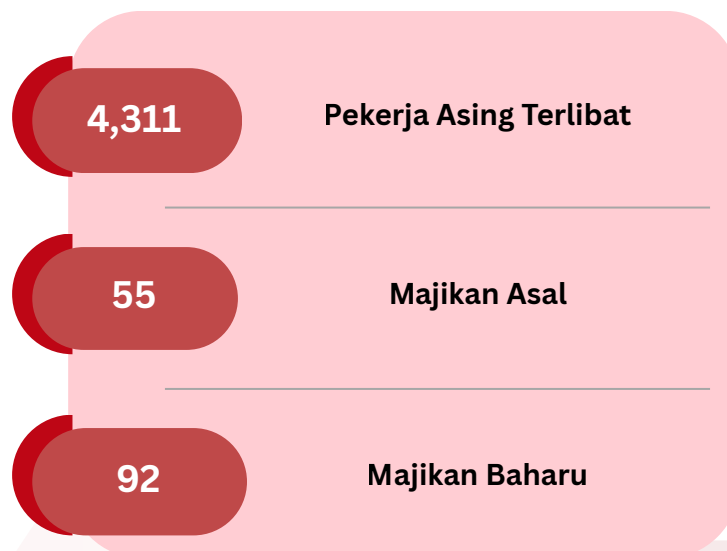 4,311
Pekerja Asing Terlibat
55
Majikan Asal
92
Majikan Baharu